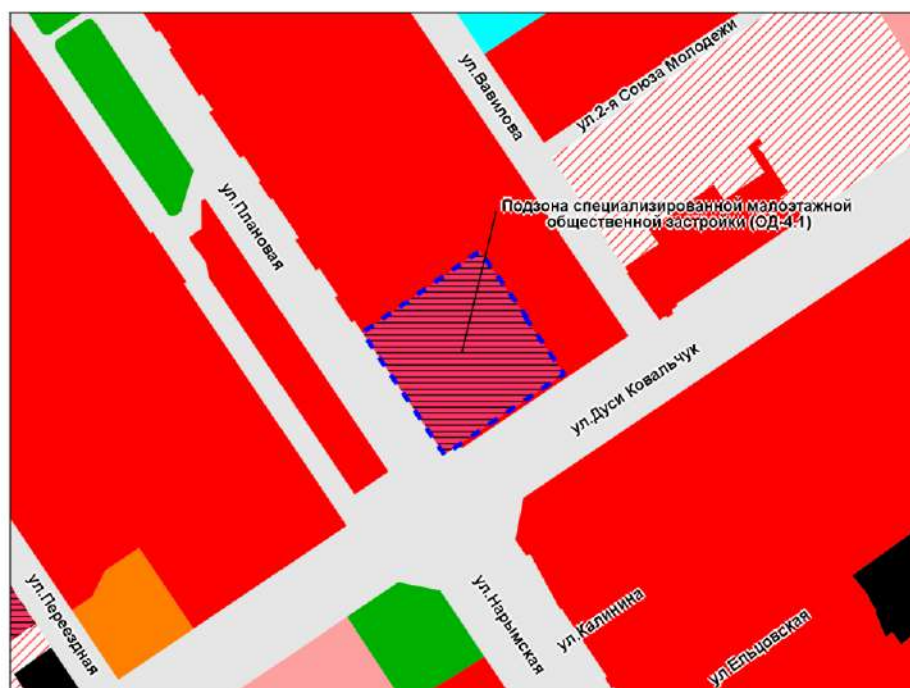 ул.Вавилова
ул.2-я Союза Молодежи
ул.Плановая
Подзона специализированной малоэтажной
общественной застройки (ОД-4.1)
ул.Дуси Ковальчук
ул.Переездная
ул.Нарымская
ул.Калинина
ул.Ельцовская